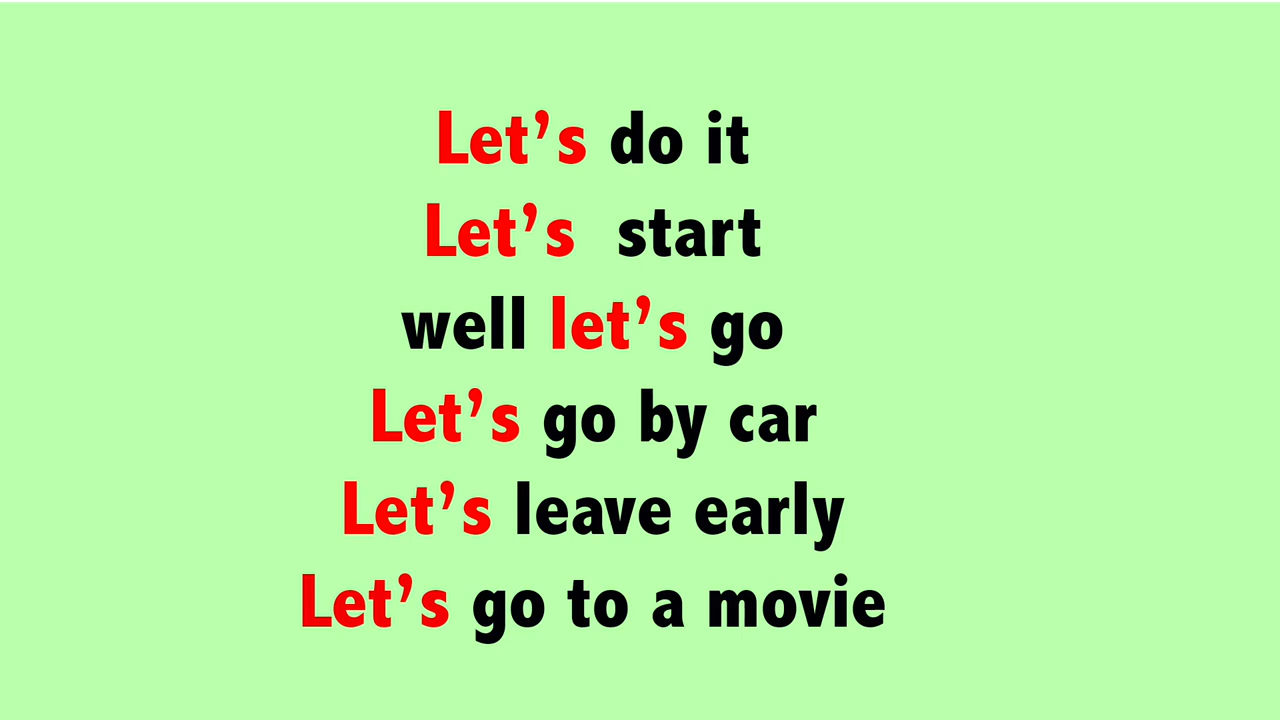 Let’s do it
Let’s  start
well let’s go
Let’s go by car
Let’s leave early
Let’s go to a movie